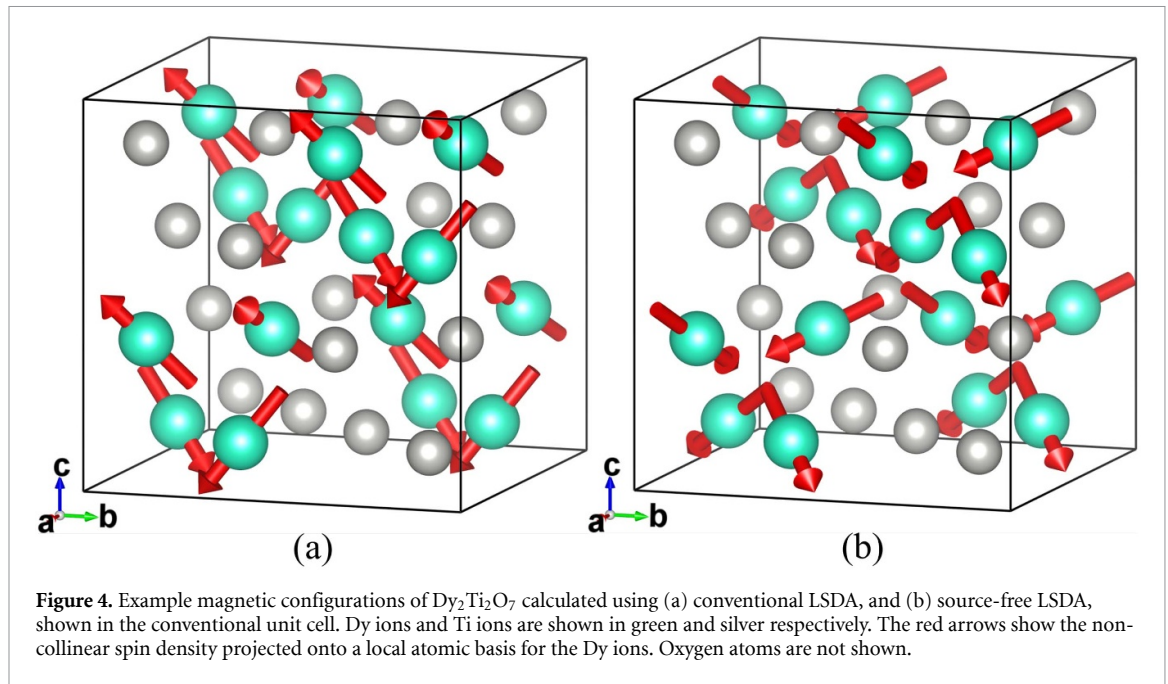 c
a
b
(a)
c
a
b
(b)
Figure 4. Example magnetic configurations of Dy₂Ti₂O₇ calculated using (a) conventional LSDA, and (b) source-free LSDA,
shown in the conventional unit cell. Dy ions and Ti ions are shown in green and silver respectively. The red arrows show the non-
collinear spin density projected onto a local atomic basis for the Dy ions. Oxygen atoms are not shown.